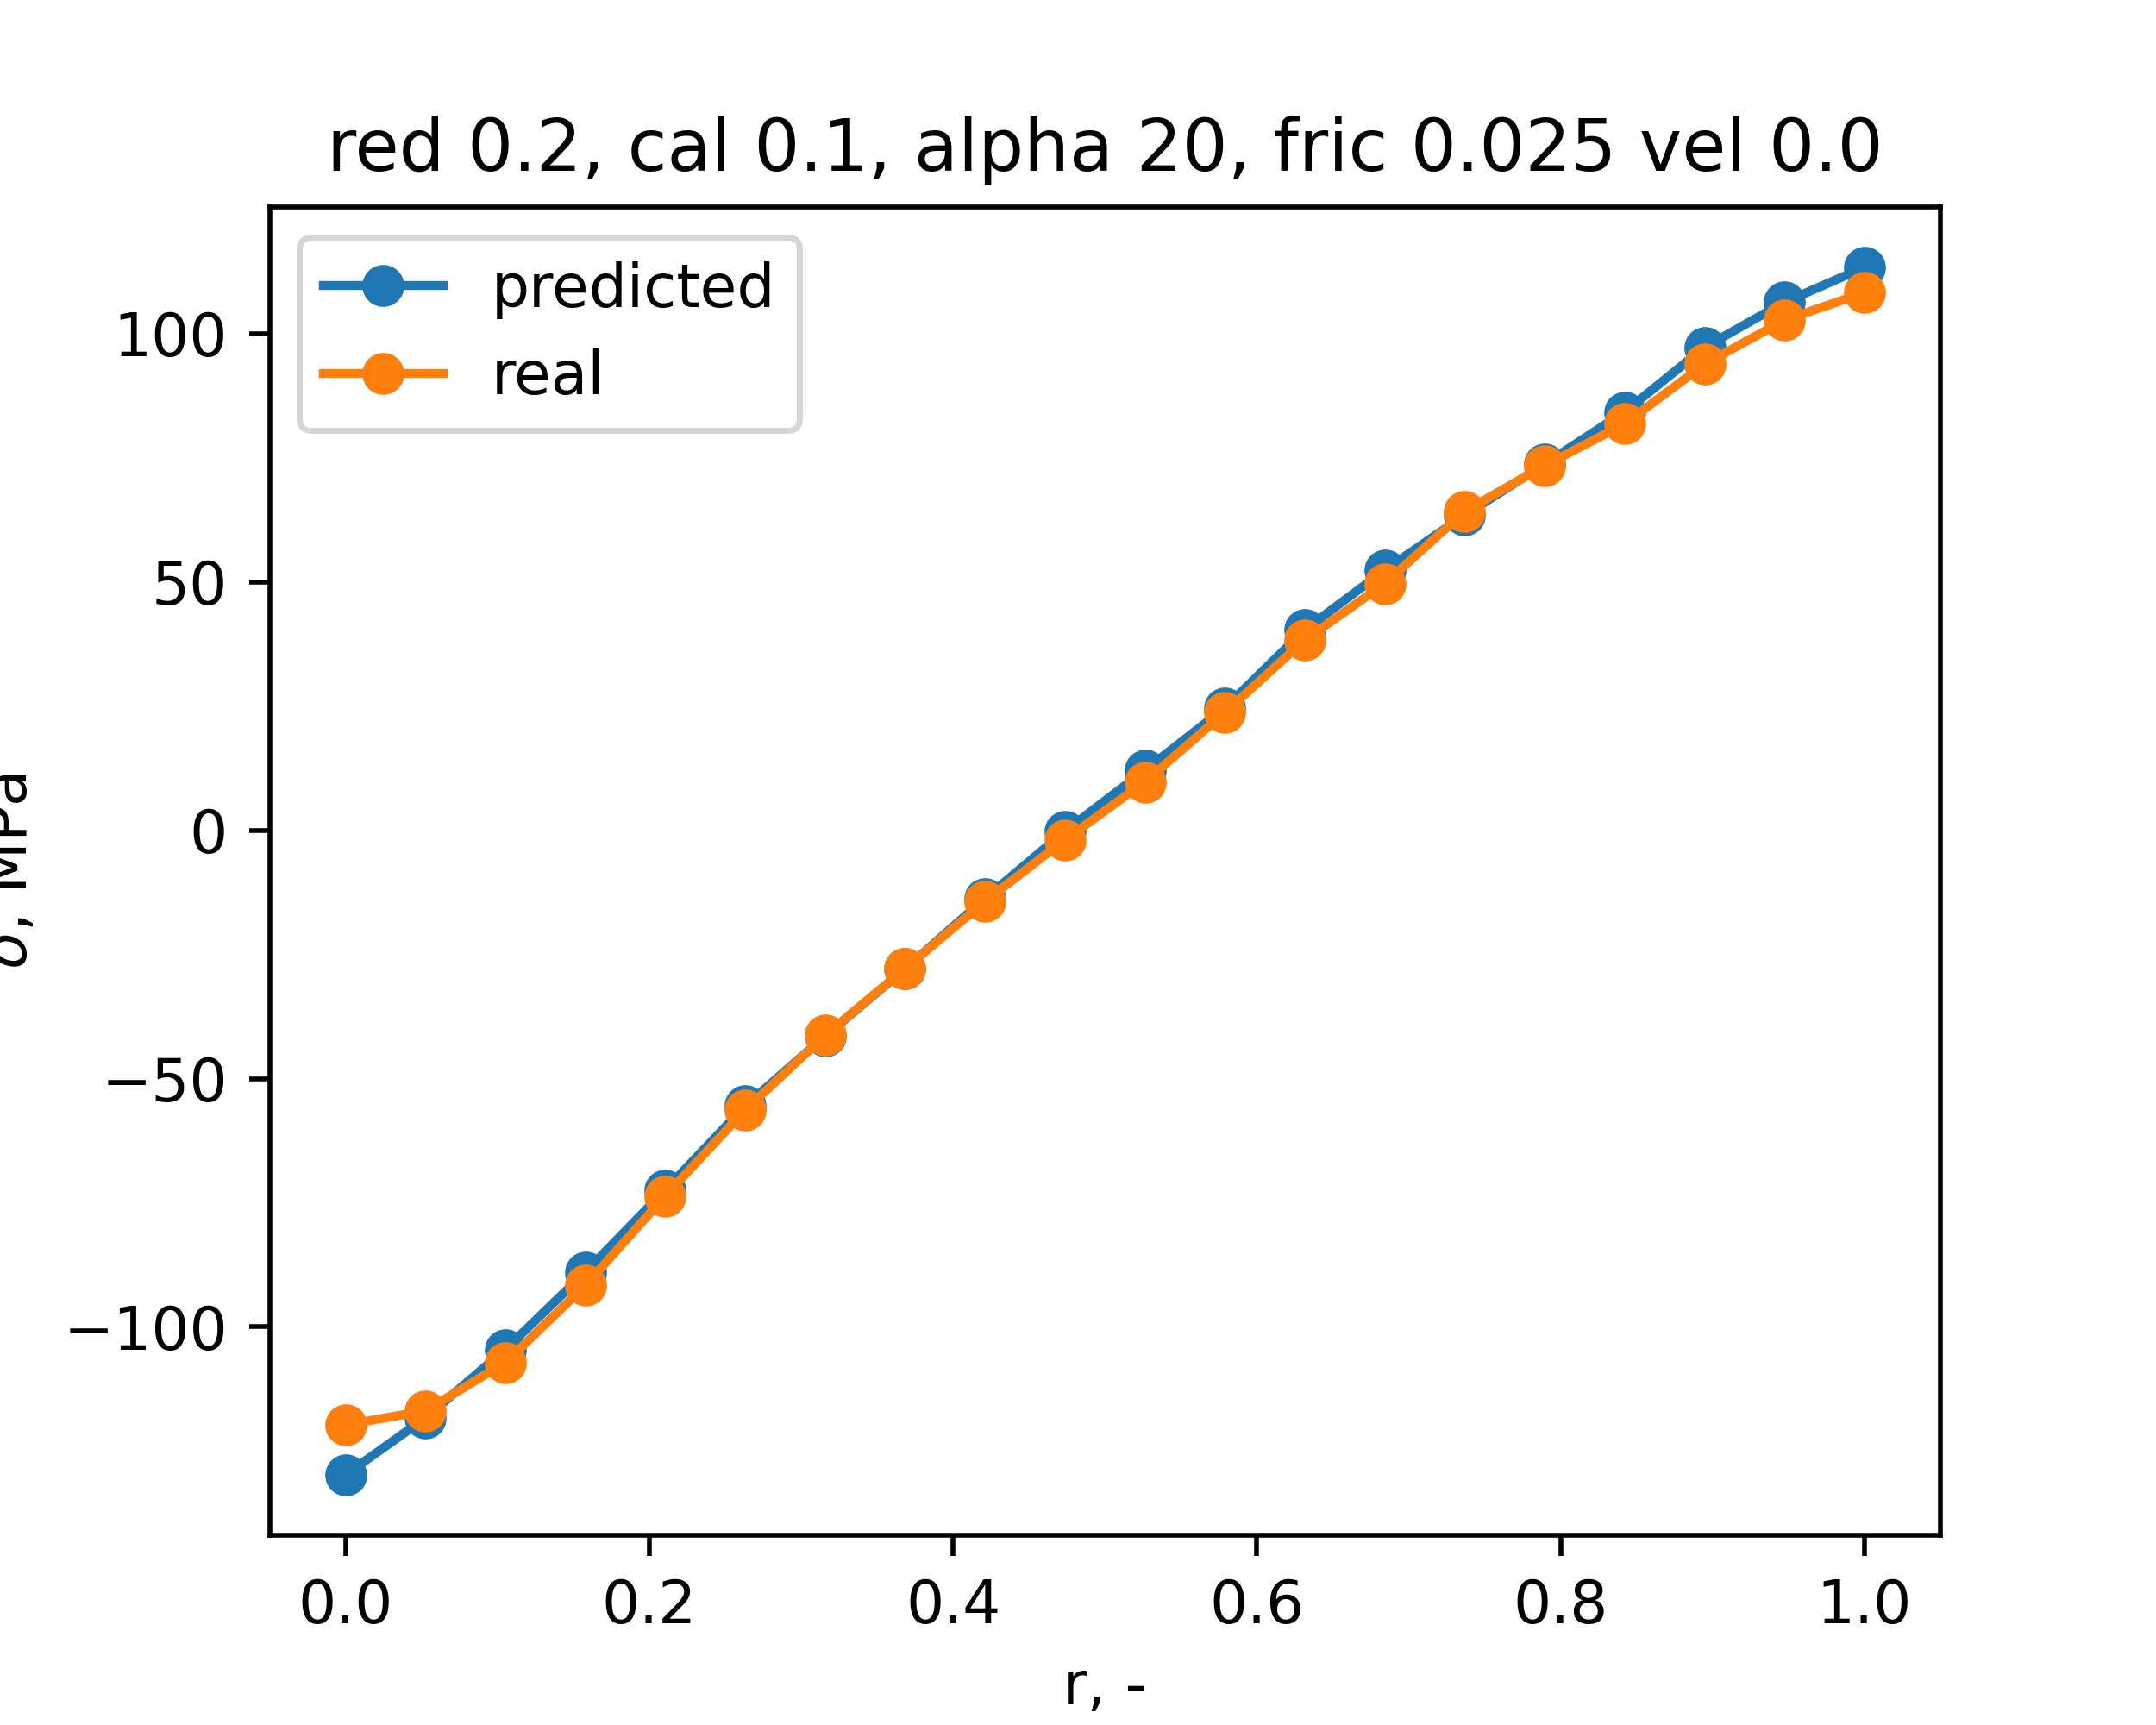 red 0.2, cal 0.1, alpha 20, fric 0.025 vel 0.0
predicted
real
100
50
0
−50
−100
σ, MPa
0.0 0.2 0.4 0.6 0.8 1.0
r, -